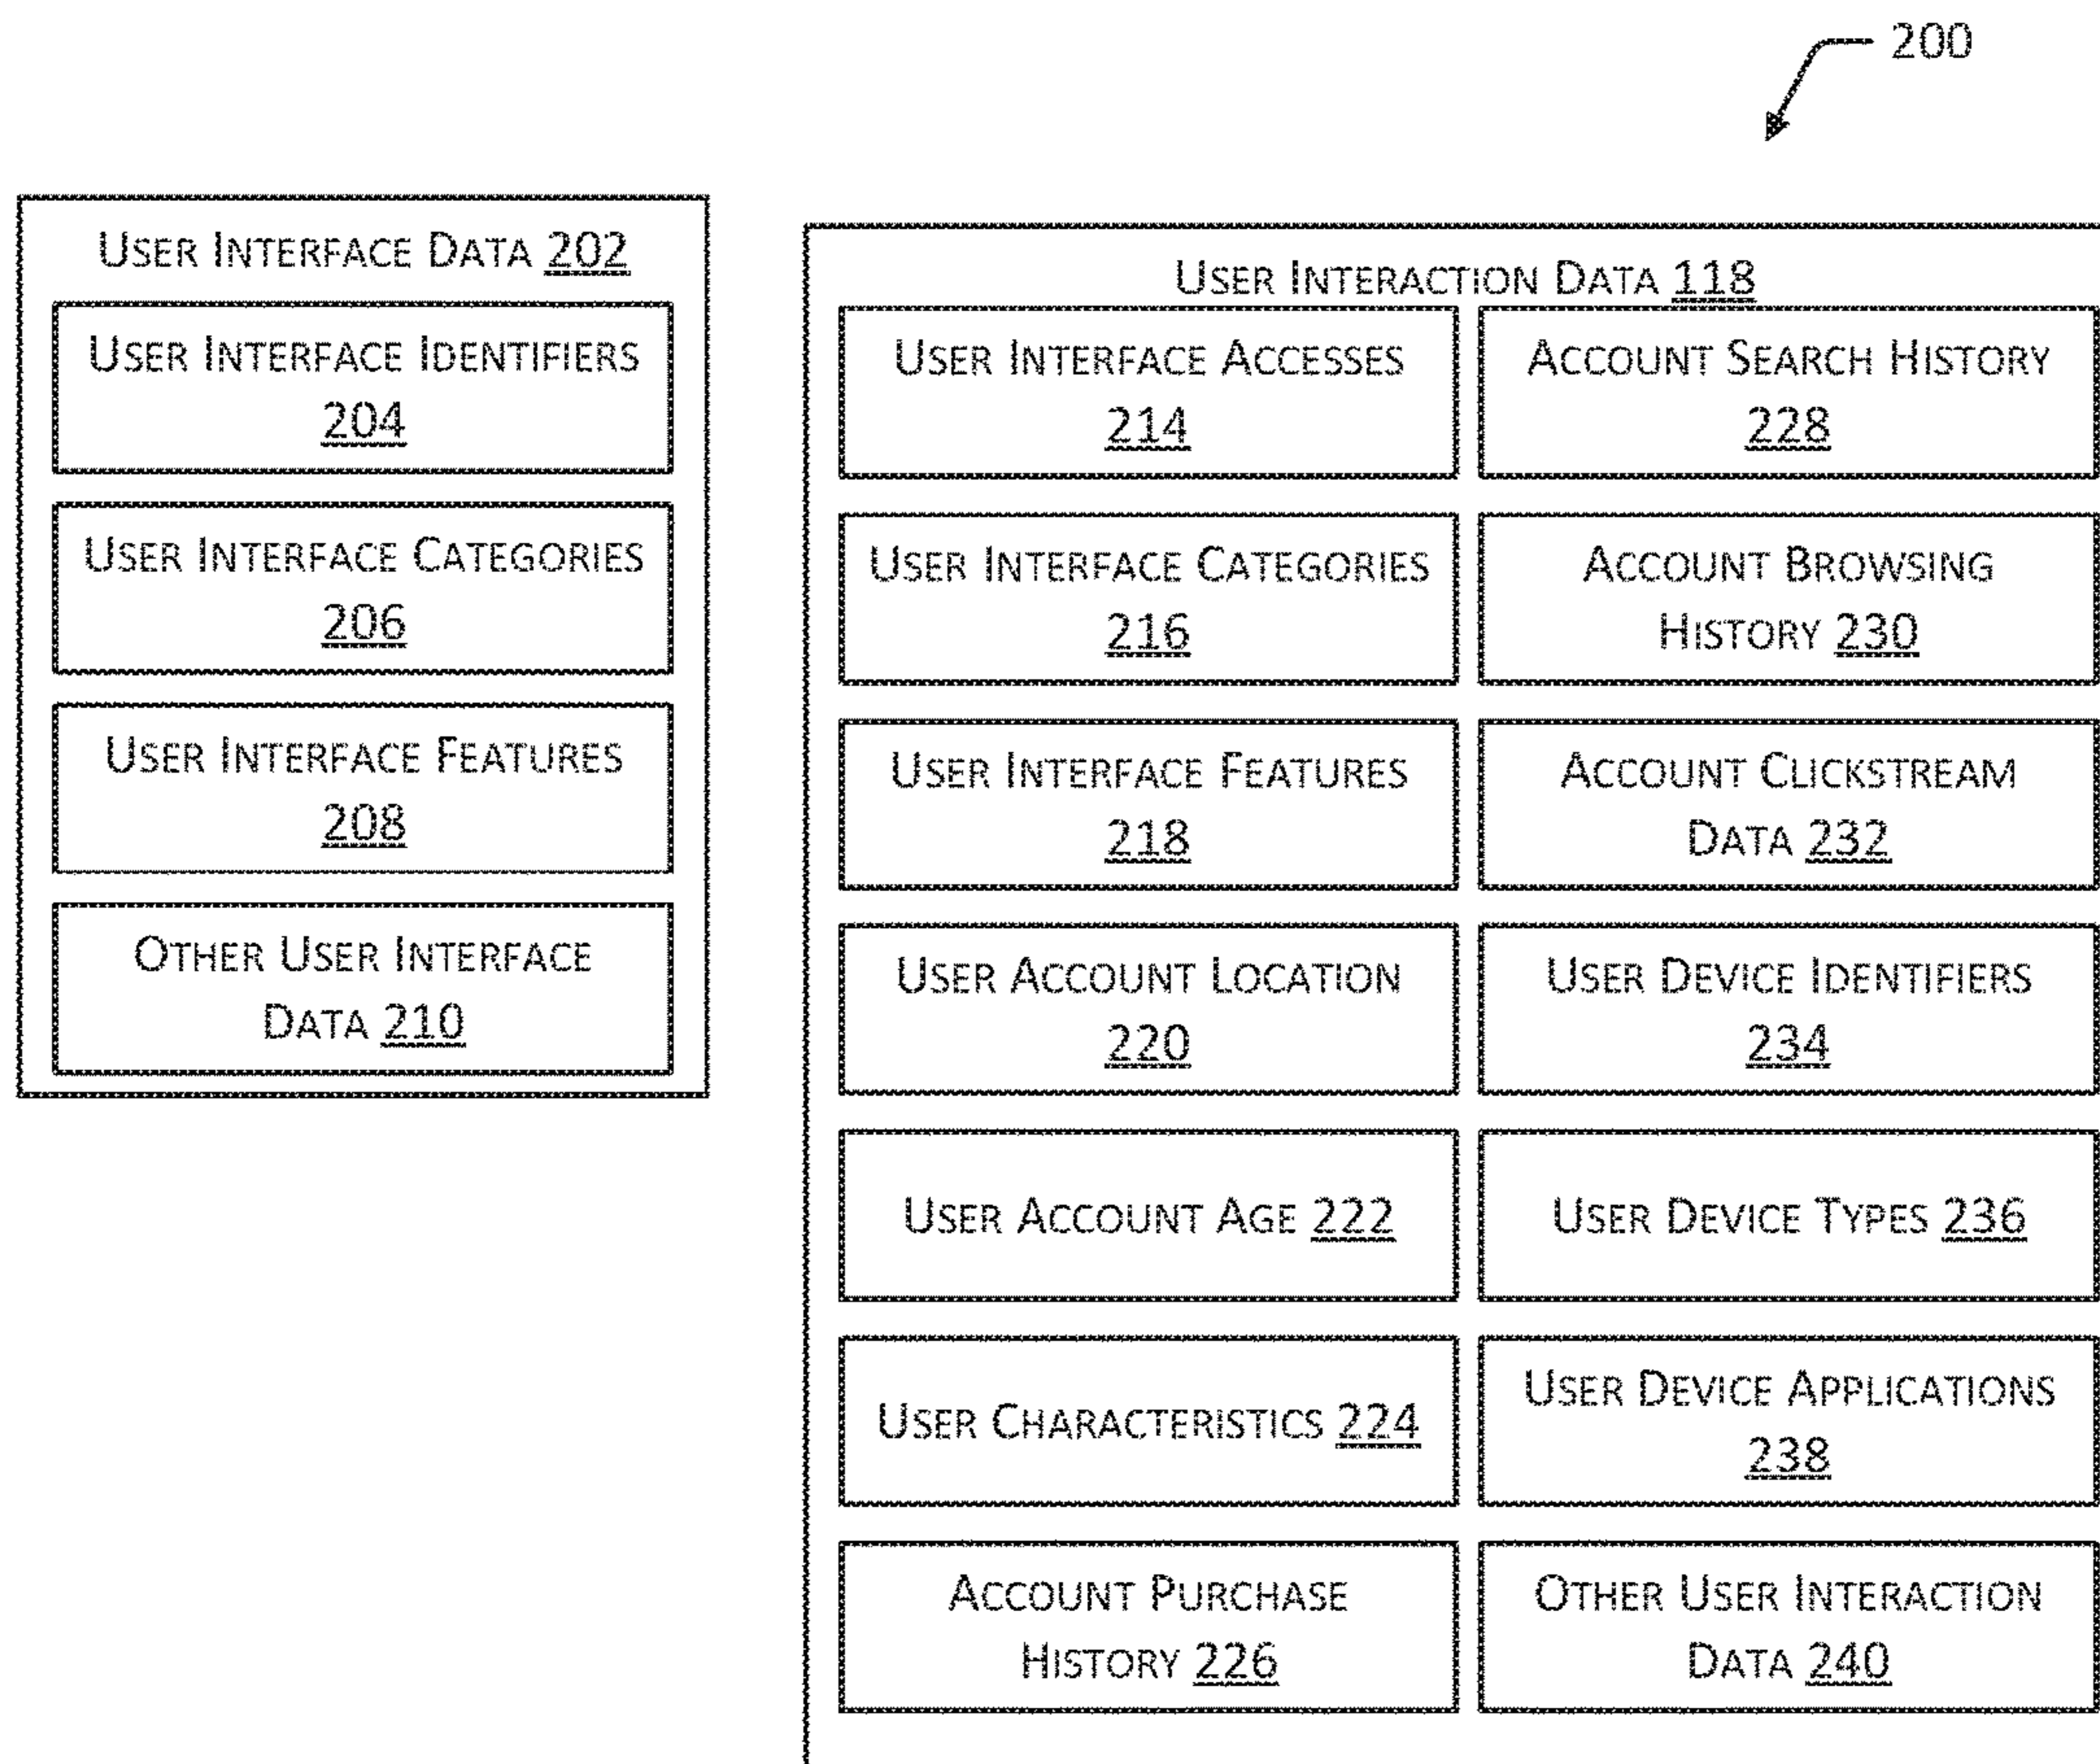 200
USER INTERFACE DATA 202
USER INTERFACE IDENTIFIERS
204
USER INTERFACE CATEGORIES
206
USER INTERFACE FEATURES
208
OTHER USER INTERFACE
DATA 210
USER INTERACTION DATA 118
USER INTERFACE ACCESSES
214
USER INTERFACE CATEGORIES
216
USER INTERFACE FEATURES
218
USER ACCOUNT LOCATION
220
USER ACCOUNT AGE 222
USER CHARACTERISTICS 224
ACCOUNT PURCHASE
HISTORY 226
ACCOUNT SEARCH HISTORY
228
ACCOUNT BROWSING
HISTORY 230
ACCOUNT CLICKSTREAM
DATA 232
USER DEVICE IDENTIFIERS
234
USER DEVICE TYPES 236
USER DEVICE APPLICATIONS
238
OTHER USER INTERACTION
DATA 240